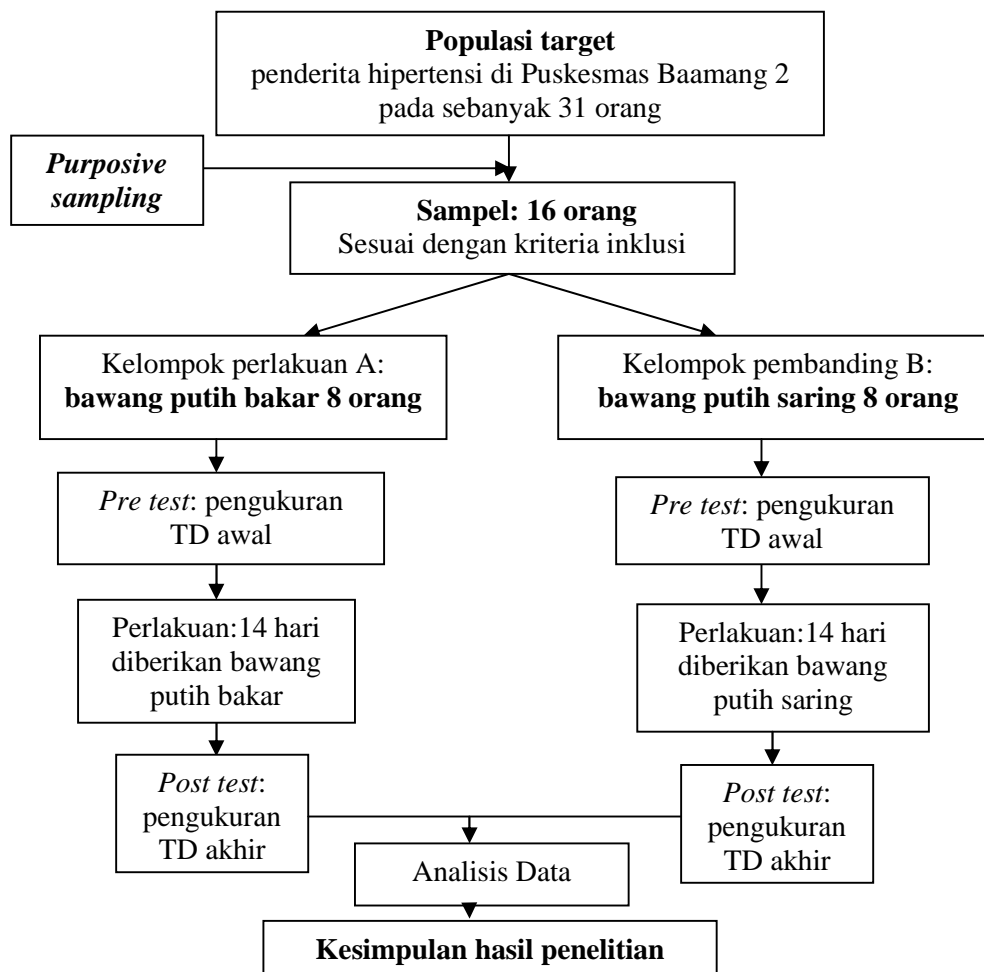 Populasi target
penderita hipertensi di Puskesmas Baamang 2
pada sebanyak 31 orang
Purposive
sampling
Sampel: 16 orang
Sesuai dengan kriteria inklusi
Kelompok perlakuan A:
bawang putih bakar 8 orang
Kelompok pembanding B:
bawang putih saring 8 orang
Pre test: pengukuran
TD awal
Pre test: pengukuran
TD awal
Perlakuan:14 hari
diberikan bawang
putih bakar
Perlakuan:14 hari
diberikan bawang
putih saring
Post test:
pengukuran
TD akhir
Post test:
pengukuran
TD akhir
Analisis Data
Kesimpulan hasil penelitian